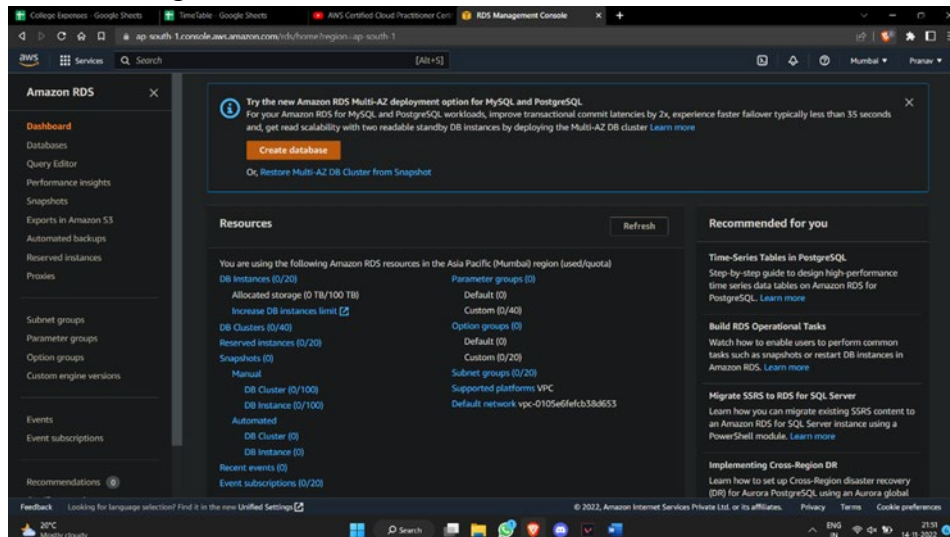 College Expenses - Google Sheets
TimeTable - Google Sheets
AWS Certified Cloud Practitioner Cert
RDS Management Console
ap-south-1.console.aws.amazon.com/rds/home?region=ap-south-1
aws
Services
Search
[Alt+S]
Mumbai
Pranav
Amazon RDS
Dashboard
Databases
Query Editor
Performance insights
Snapshots
Exports in Amazon S3
Automated backups
Reserved instances
Proxies
Subnet groups
Parameter groups
Option groups
Custom engine versions
Events
Event subscriptions
Recommendations 0
Try the new Amazon RDS Multi-AZ deployment option for MySQL and PostgreSQL
For your Amazon RDS for MySQL and PostgreSQL workloads, improve transactional commit latencies by 2x, experience faster failover typically less than 35 seconds
and, get read scalability with two readable standby DB instances by deploying the Multi-AZ DB cluster Learn more
Create database
Or, Restore Multi-AZ DB Cluster from Snapshot
Resources
Refresh
You are using the following Amazon RDS resources in the Asia Pacific (Mumbai) region (used/quota)
DB Instances (0/20)
Allocated storage (0 TB/100 TB)
Increase DB instances limit
DB Clusters (0/40)
Reserved instances (0/20)
Snapshots (0)
Manual
DB Cluster (0/100)
DB Instance (0/100)
Automated
DB Cluster (0)
DB Instance (0)
Recent events (0)
Event subscriptions (0/20)
Parameter groups (0)
Default (0)
Custom (0/40)
Option groups (0)
Default (0)
Custom (0/20)
Subnet groups (0/20)
Supported platforms VPC
Default network vpc-0105e6fefcb38d653
Recommended for you
Time-Series Tables in PostgreSQL
Step-by-step guide to design high-performance
time series data tables on Amazon RDS for
PostgreSQL. Learn more
Build RDS Operational Tasks
Watch how to enable users to perform common
tasks such as snapshots or restart DB instances in
Amazon RDS. Learn more
Migrate SSRS to RDS for SQL Server
Learn how you can migrate existing SSRS content to
an Amazon RDS for SQL Server instance using a
PowerShell module. Learn more
Implementing Cross-Region DR
Learn how to set up Cross-Region disaster recovery
(DR) for Aurora PostgreSQL using an Aurora global
Feedback
Looking for language selection? Find it in the new Unified Settings
© 2022, Amazon Internet Services Private Ltd. or its affiliates.
Privacy
Terms
Cookie preferences
20°C
Mostly cloudy
Search
ENG
IN
21:51
14-11-2022